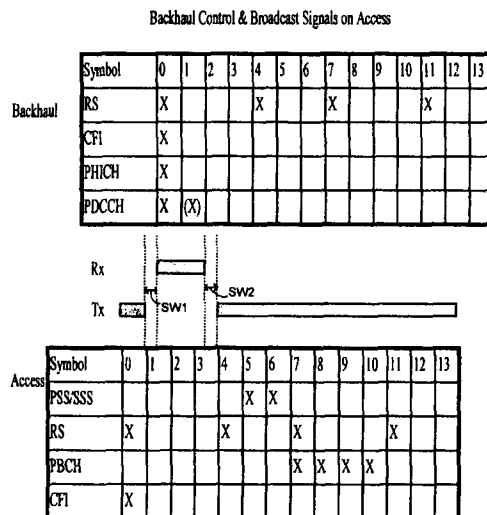 Backhaul Control & Broadcast Signals on Access
Symbol 0 1 2 3 4 5 6 7 8 9 10 11 12 13
Backhaul
RS X X X X
CFI X
PHICH X
PDCCH X (X)
Rx
SW1 SW2
Tx
Access
Symbol 0 1 2 3 4 5 6 7 8 9 10 11 12 13
PSS/SSS X X
RS X X X X
PBCH X X X X
CFI X